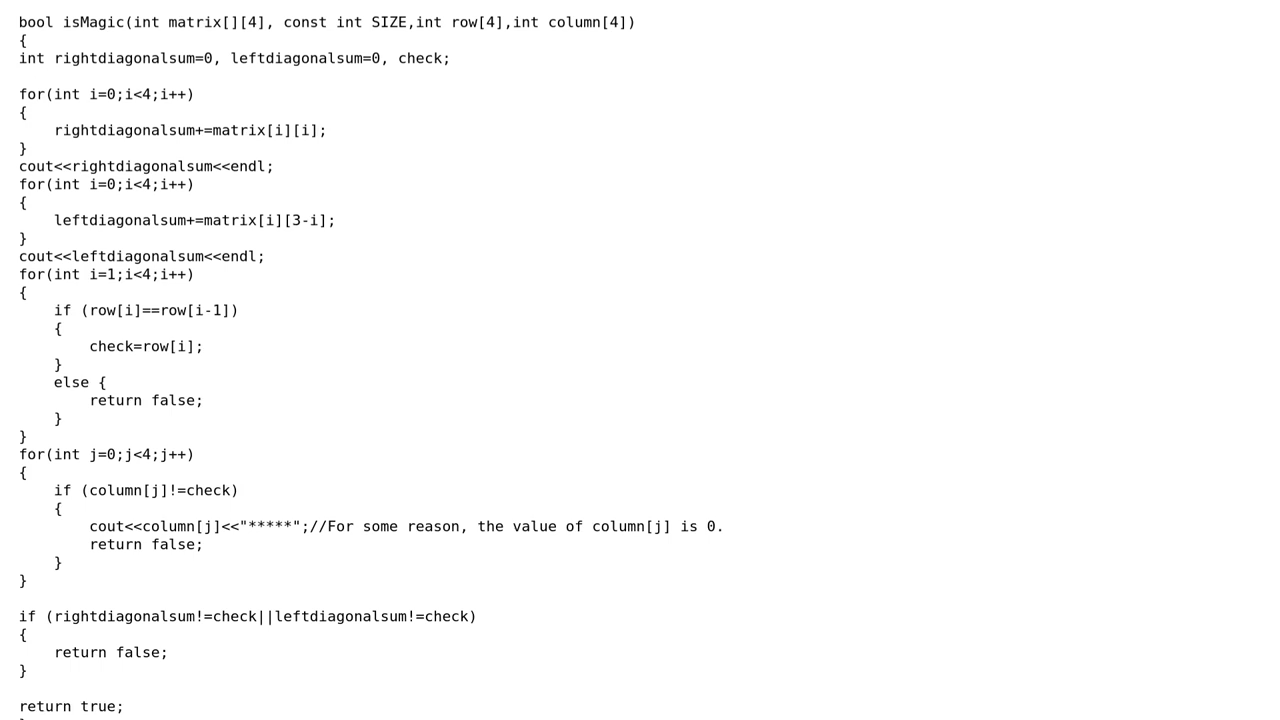 bool isMagic(int matrix[][4], const int SIZE,int row[4],int column[4])
{
int rightdiagonalsum=0, leftdiagonalsum=0, check;
for(int i=0;i<4;i++)
{
rightdiagonalsum+=matrix[i][i];
}
cout<<rightdiagonalsum<<endl;
for(int i=0;i<4;i++)
{
leftdiagonalsum+=matrix[i][3-i];
}
cout<<leftdiagonalsum<<endl;
for(int i=1;i<4;i++)
{
if (row[i]==row[i-1])
{
check=row[i];
}
else {
return false;
}
}
for(int j=0;j<4;j++)
{
if (column[j]!=check)
{
cout<<column[j]<<"*****";//For some reason, the value of column[j] is 0.
return false;
}
}
if (rightdiagonalsum!=check||leftdiagonalsum!=check)
{
return false;
}
return true;